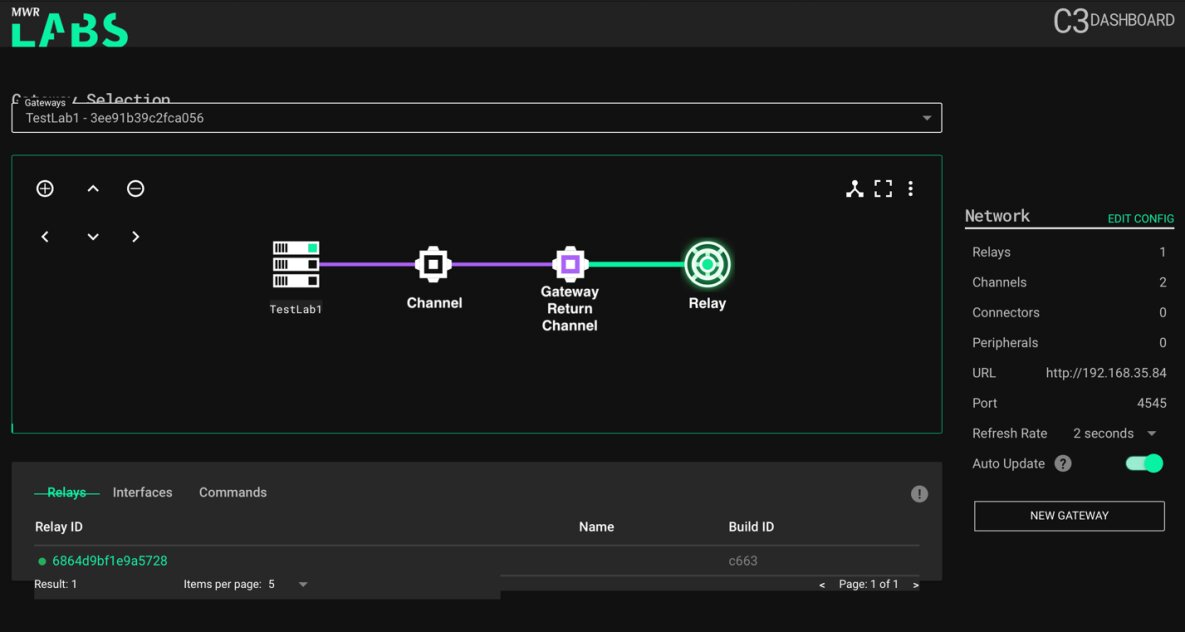 MWR
LABS
C3 DASHBOARD
Gateway Selection
Gateways
TestLab1 - 3ee91b39c2fca056
TestLab1
Channel
Gateway
Return
Channel
Relay
Network
EDIT CONFIG
Relays 1
Channels 2
Connectors 0
Peripherals 0
URL http://192.168.35.84
Port 4545
Refresh Rate 2 seconds
Auto Update ?
NEW GATEWAY
Relays Interfaces Commands !
Relay ID Name Build ID
6864d9bf1e9a5728 c663
Result: 1 Items per page: 5 < Page: 1 of 1 >